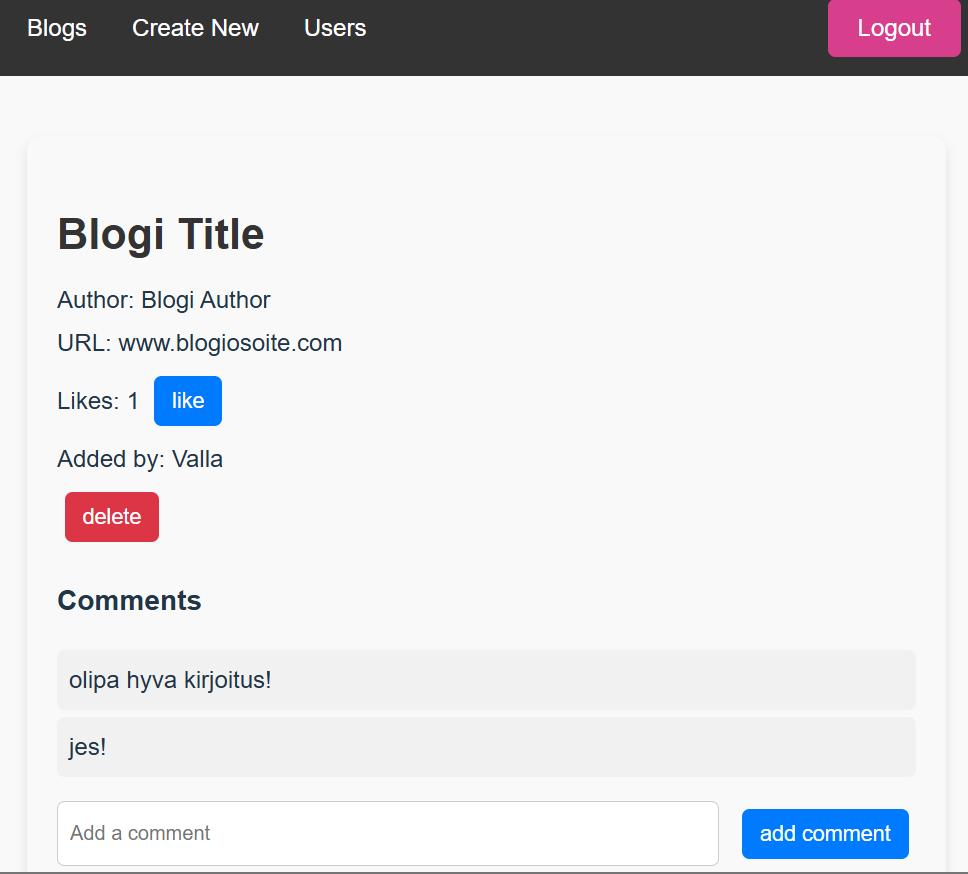 Blogs Create New Users Logout
Blogi Title
Author: Blogi Author
URL: www.blogiosoite.com
Likes: 1 like
Added by: Valla
delete
Comments
olipa hyva kirjoitus!
jes!
Add a comment add comment